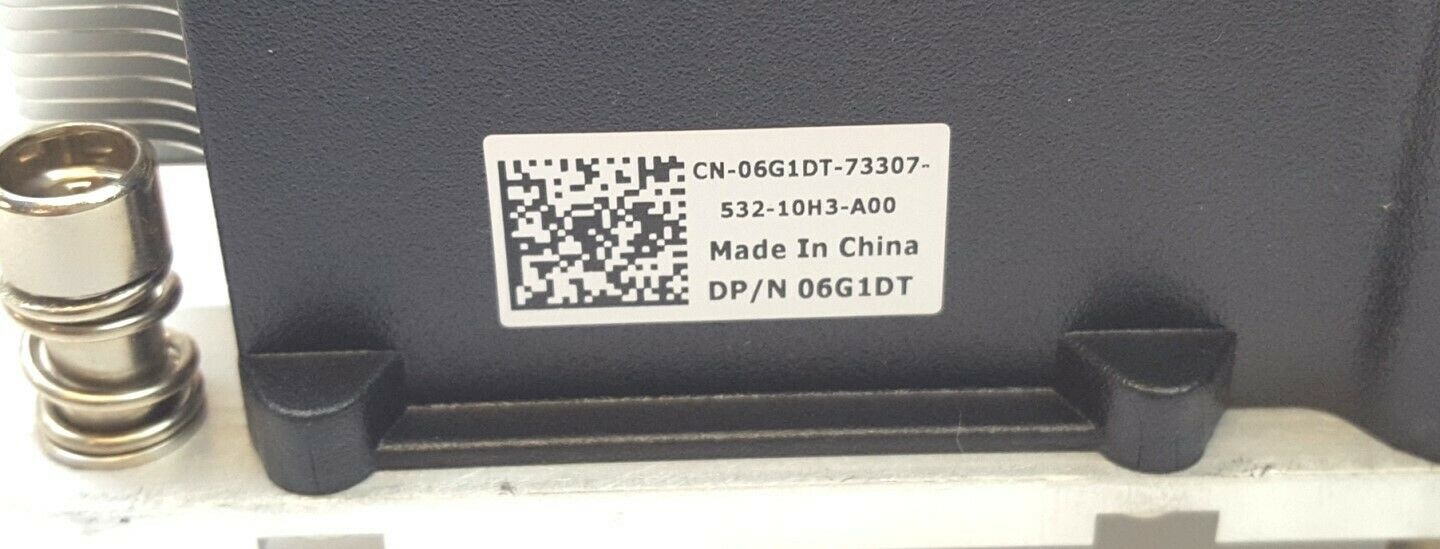 CN-06G1DT-73307-
532-10H3-A00
Made In China
DP/N 06G1DT